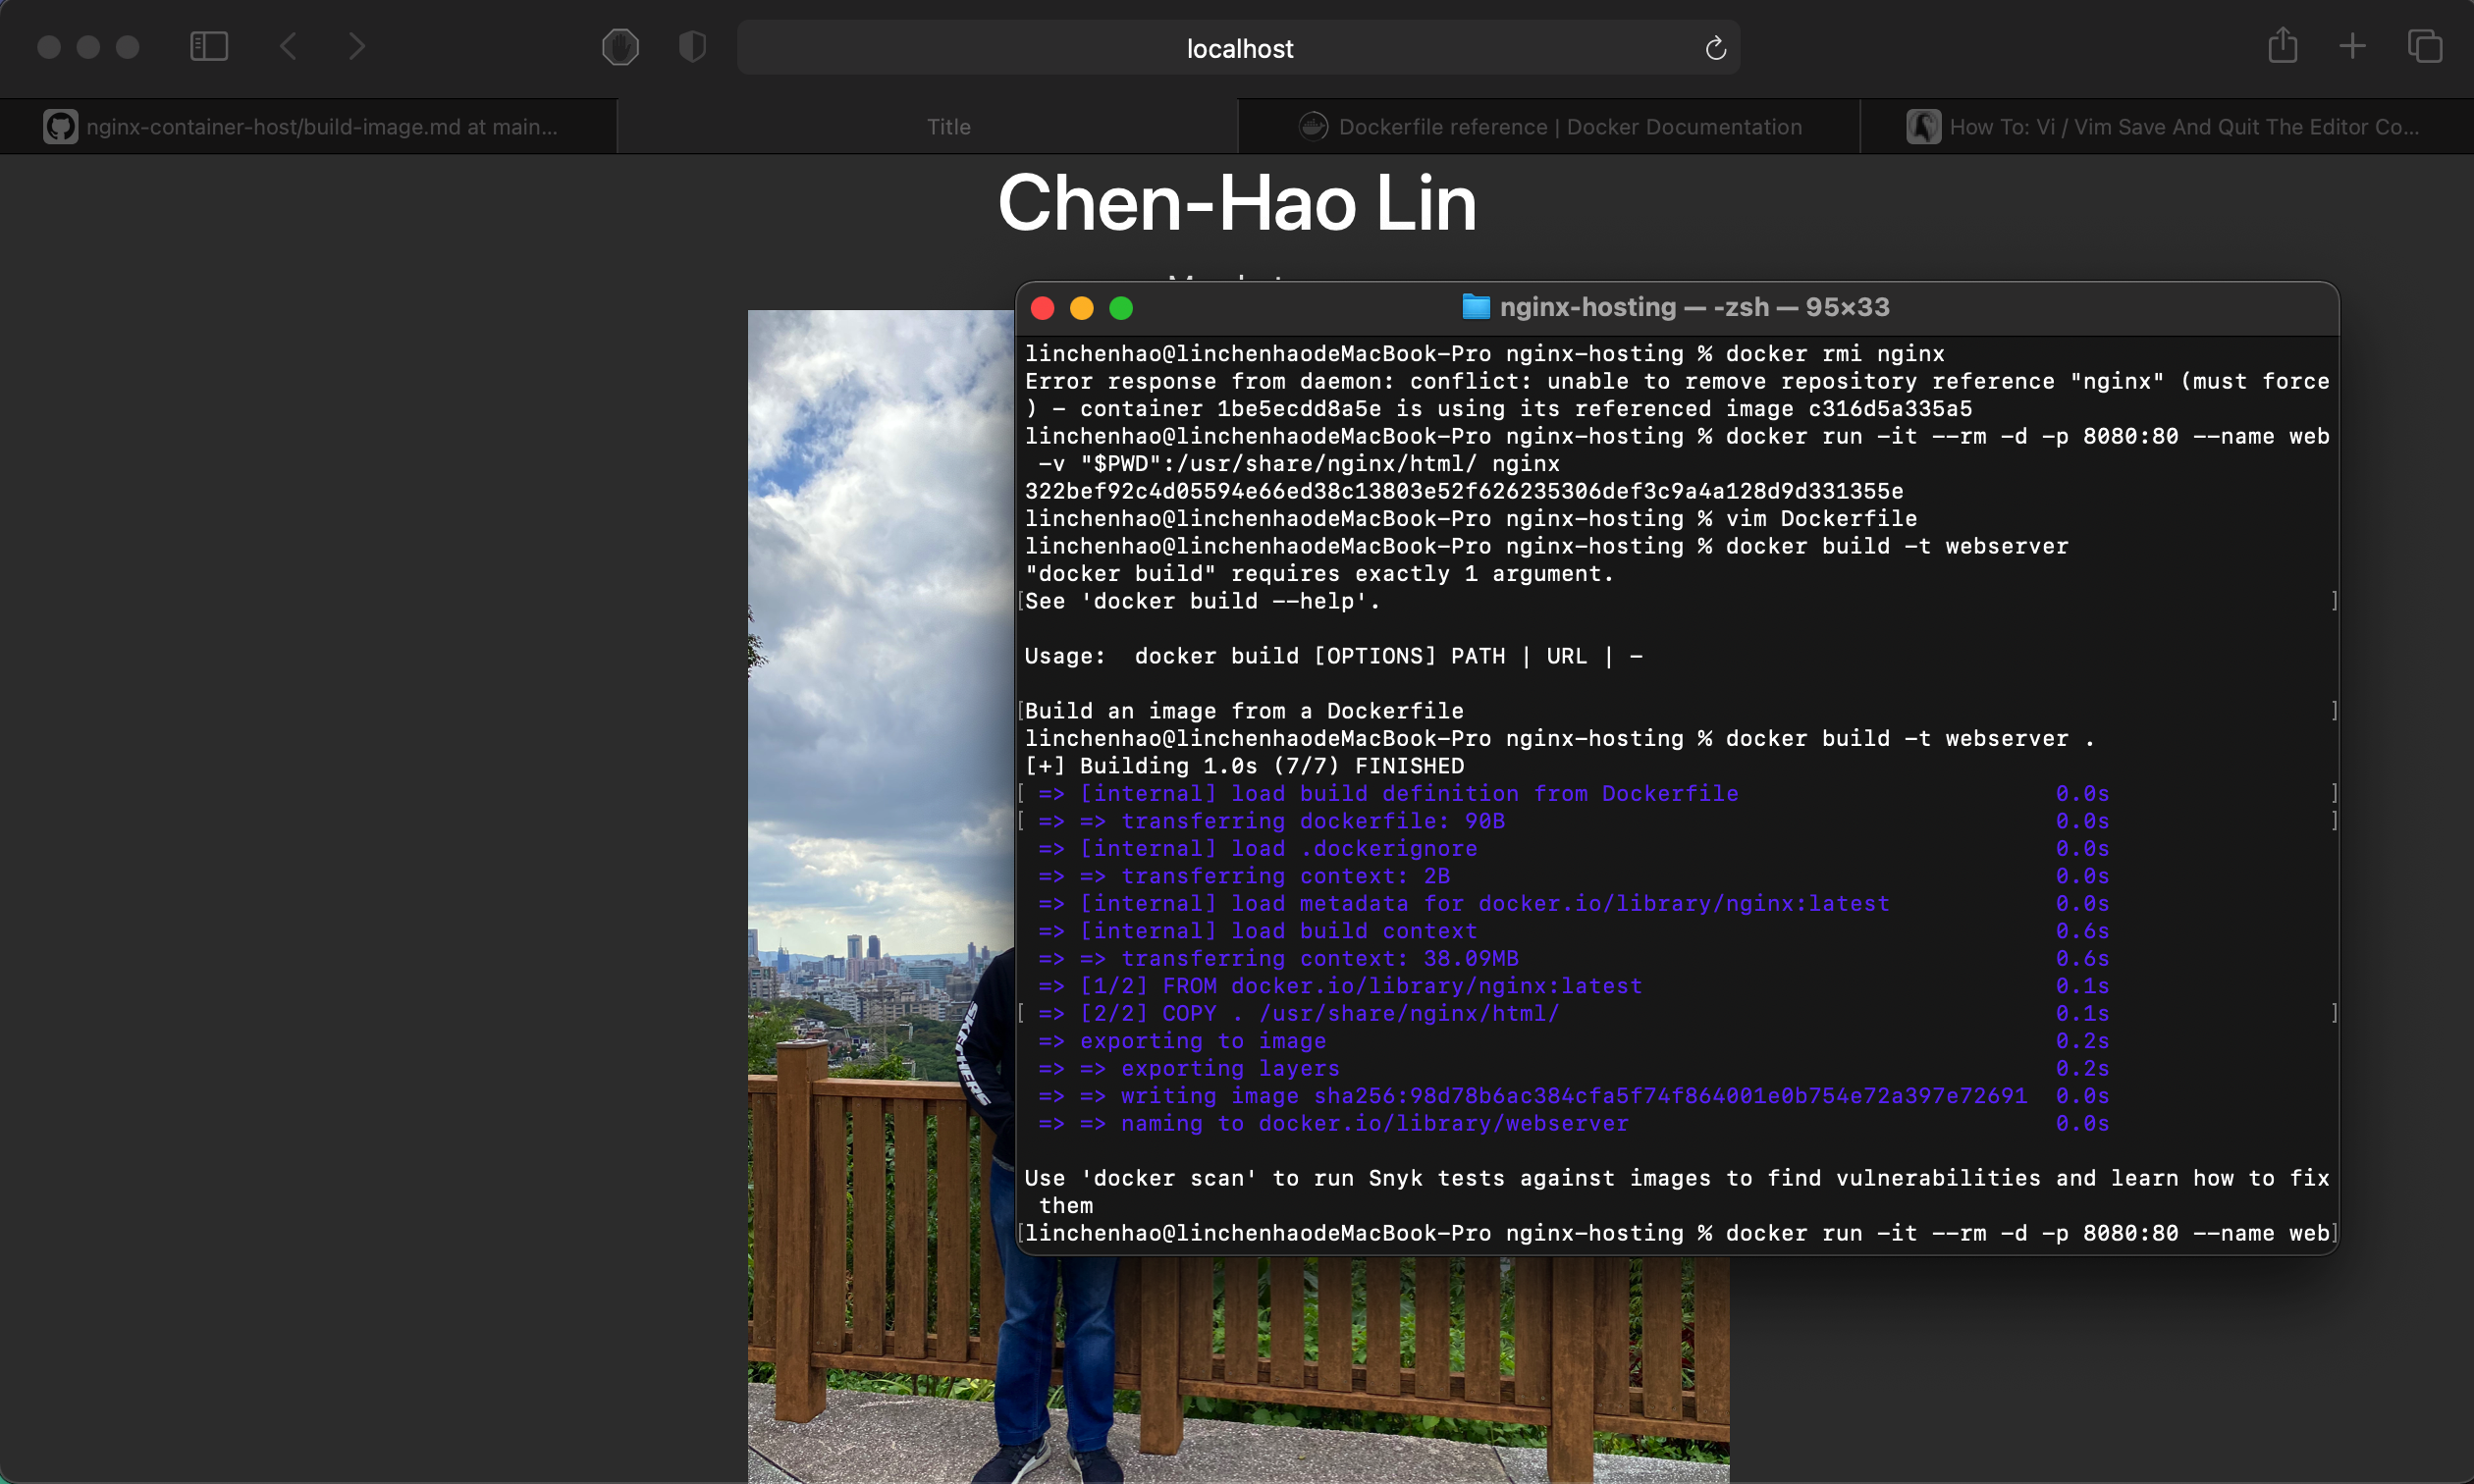 localhost
nginx-container-host/build-image.md at main...
Title
Dockerfile reference | Docker Documentation
How To: Vi / Vim Save And Quit The Editor Co...
Chen-Hao Lin
nginx-hosting — -zsh — 95×33
linchenhao@linchenhaodeMacBook-Pro nginx-hosting % docker rmi nginx
Error response from daemon: conflict: unable to remove repository reference "nginx" (must force
) - container 1be5ecdd8a5e is using its referenced image c316d5a335a5
linchenhao@linchenhaodeMacBook-Pro nginx-hosting % docker run -it --rm -d -p 8080:80 --name web
-v "$PWD":/usr/share/nginx/html/ nginx
322bef92c4d05594e66ed38c13803e52f626235306def3c9a4a128d9d331355e
linchenhao@linchenhaodeMacBook-Pro nginx-hosting % vim Dockerfile
linchenhao@linchenhaodeMacBook-Pro nginx-hosting % docker build -t webserver
"docker build" requires exactly 1 argument.
[See 'docker build --help'. ]
Usage:  docker build [OPTIONS] PATH | URL | -
[Build an image from a Dockerfile ]
linchenhao@linchenhaodeMacBook-Pro nginx-hosting % docker build -t webserver .
[+] Building 1.0s (7/7) FINISHED
[ => [internal] load build definition from Dockerfile 0.0s ]
[ => => transferring dockerfile: 90B 0.0s ]
=> [internal] load .dockerignore 0.0s
=> => transferring context: 2B 0.0s
=> [internal] load metadata for docker.io/library/nginx:latest 0.0s
=> [internal] load build context 0.6s
=> => transferring context: 38.09MB 0.6s
=> [1/2] FROM docker.io/library/nginx:latest 0.1s
[ => [2/2] COPY . /usr/share/nginx/html/ 0.1s ]
=> exporting to image 0.2s
=> => exporting layers 0.2s
=> => writing image sha256:98d78b6ac384cfa5f74f864001e0b754e72a397e72691 0.0s
=> => naming to docker.io/library/webserver 0.0s
Use 'docker scan' to run Snyk tests against images to find vulnerabilities and learn how to fix
them
[linchenhao@linchenhaodeMacBook-Pro nginx-hosting % docker run -it --rm -d -p 8080:80 --name web]
SKECHERS